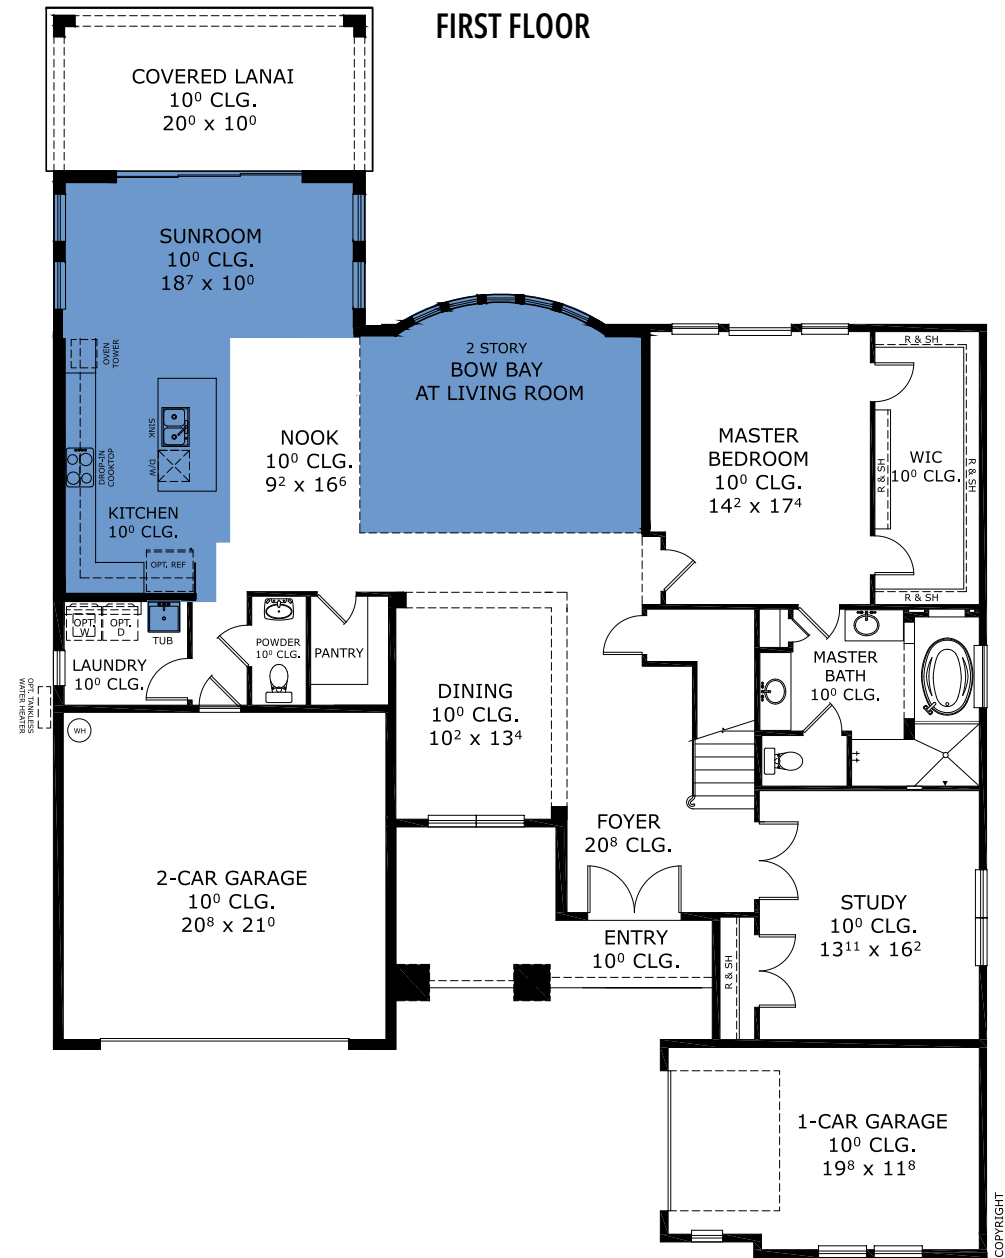 FIRST FLOOR
COVERED LANAI
10⁰ CLG.
20⁰ x 10⁰
SUNROOM
10⁰ CLG.
18⁷ x 10⁰
OVEN
TOWER
SINK
D/W
DROP-IN
COOKTOP
KITCHEN
10⁰ CLG.
OPT. REF
NOOK
10⁰ CLG.
9² x 16⁶
2 STORY
BOW BAY
AT LIVING ROOM
MASTER
BEDROOM
10⁰ CLG.
14² x 17⁴
R & SH
R & SH
WIC
10⁰ CLG.
R & SH
R & SH
OPT.
W
OPT.
D
TUB
LAUNDRY
10⁰ CLG.
OPT. TANKLESS
WATER HEATER
POWDER
10⁰ CLG.
PANTRY
DINING
10⁰ CLG.
10² x 13⁴
MASTER
BATH
10⁰ CLG.
WH
2-CAR GARAGE
10⁰ CLG.
20⁸ x 21⁰
FOYER
20⁸ CLG.
ENTRY
10⁰ CLG.
R & SH
STUDY
10⁰ CLG.
13¹¹ x 16²
1-CAR GARAGE
10⁰ CLG.
19⁸ x 11⁸
COPYRIGHT